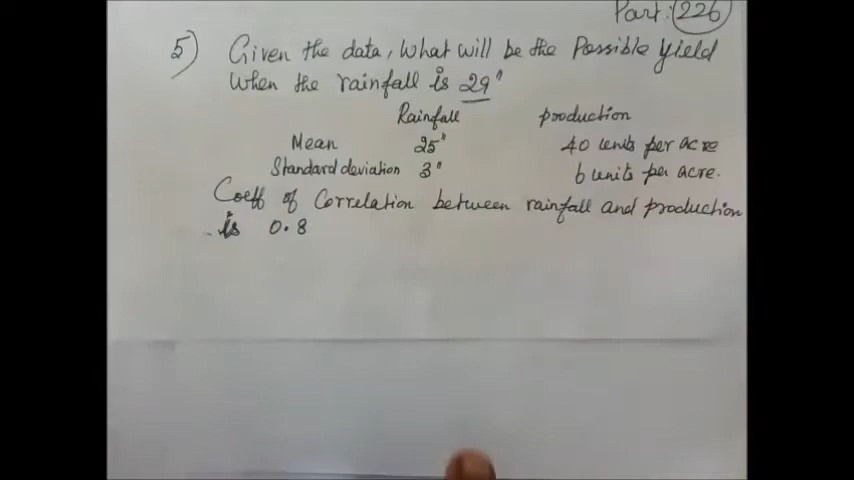 Part: 226
5) Given the data, What will be the Possible yield
When the rainfall is 29"
Rainfall production
Mean 25" 40 units per acre
Standard deviation 3" 6 units per acre.
Coeff of Correlation between rainfall and production
is 0.8